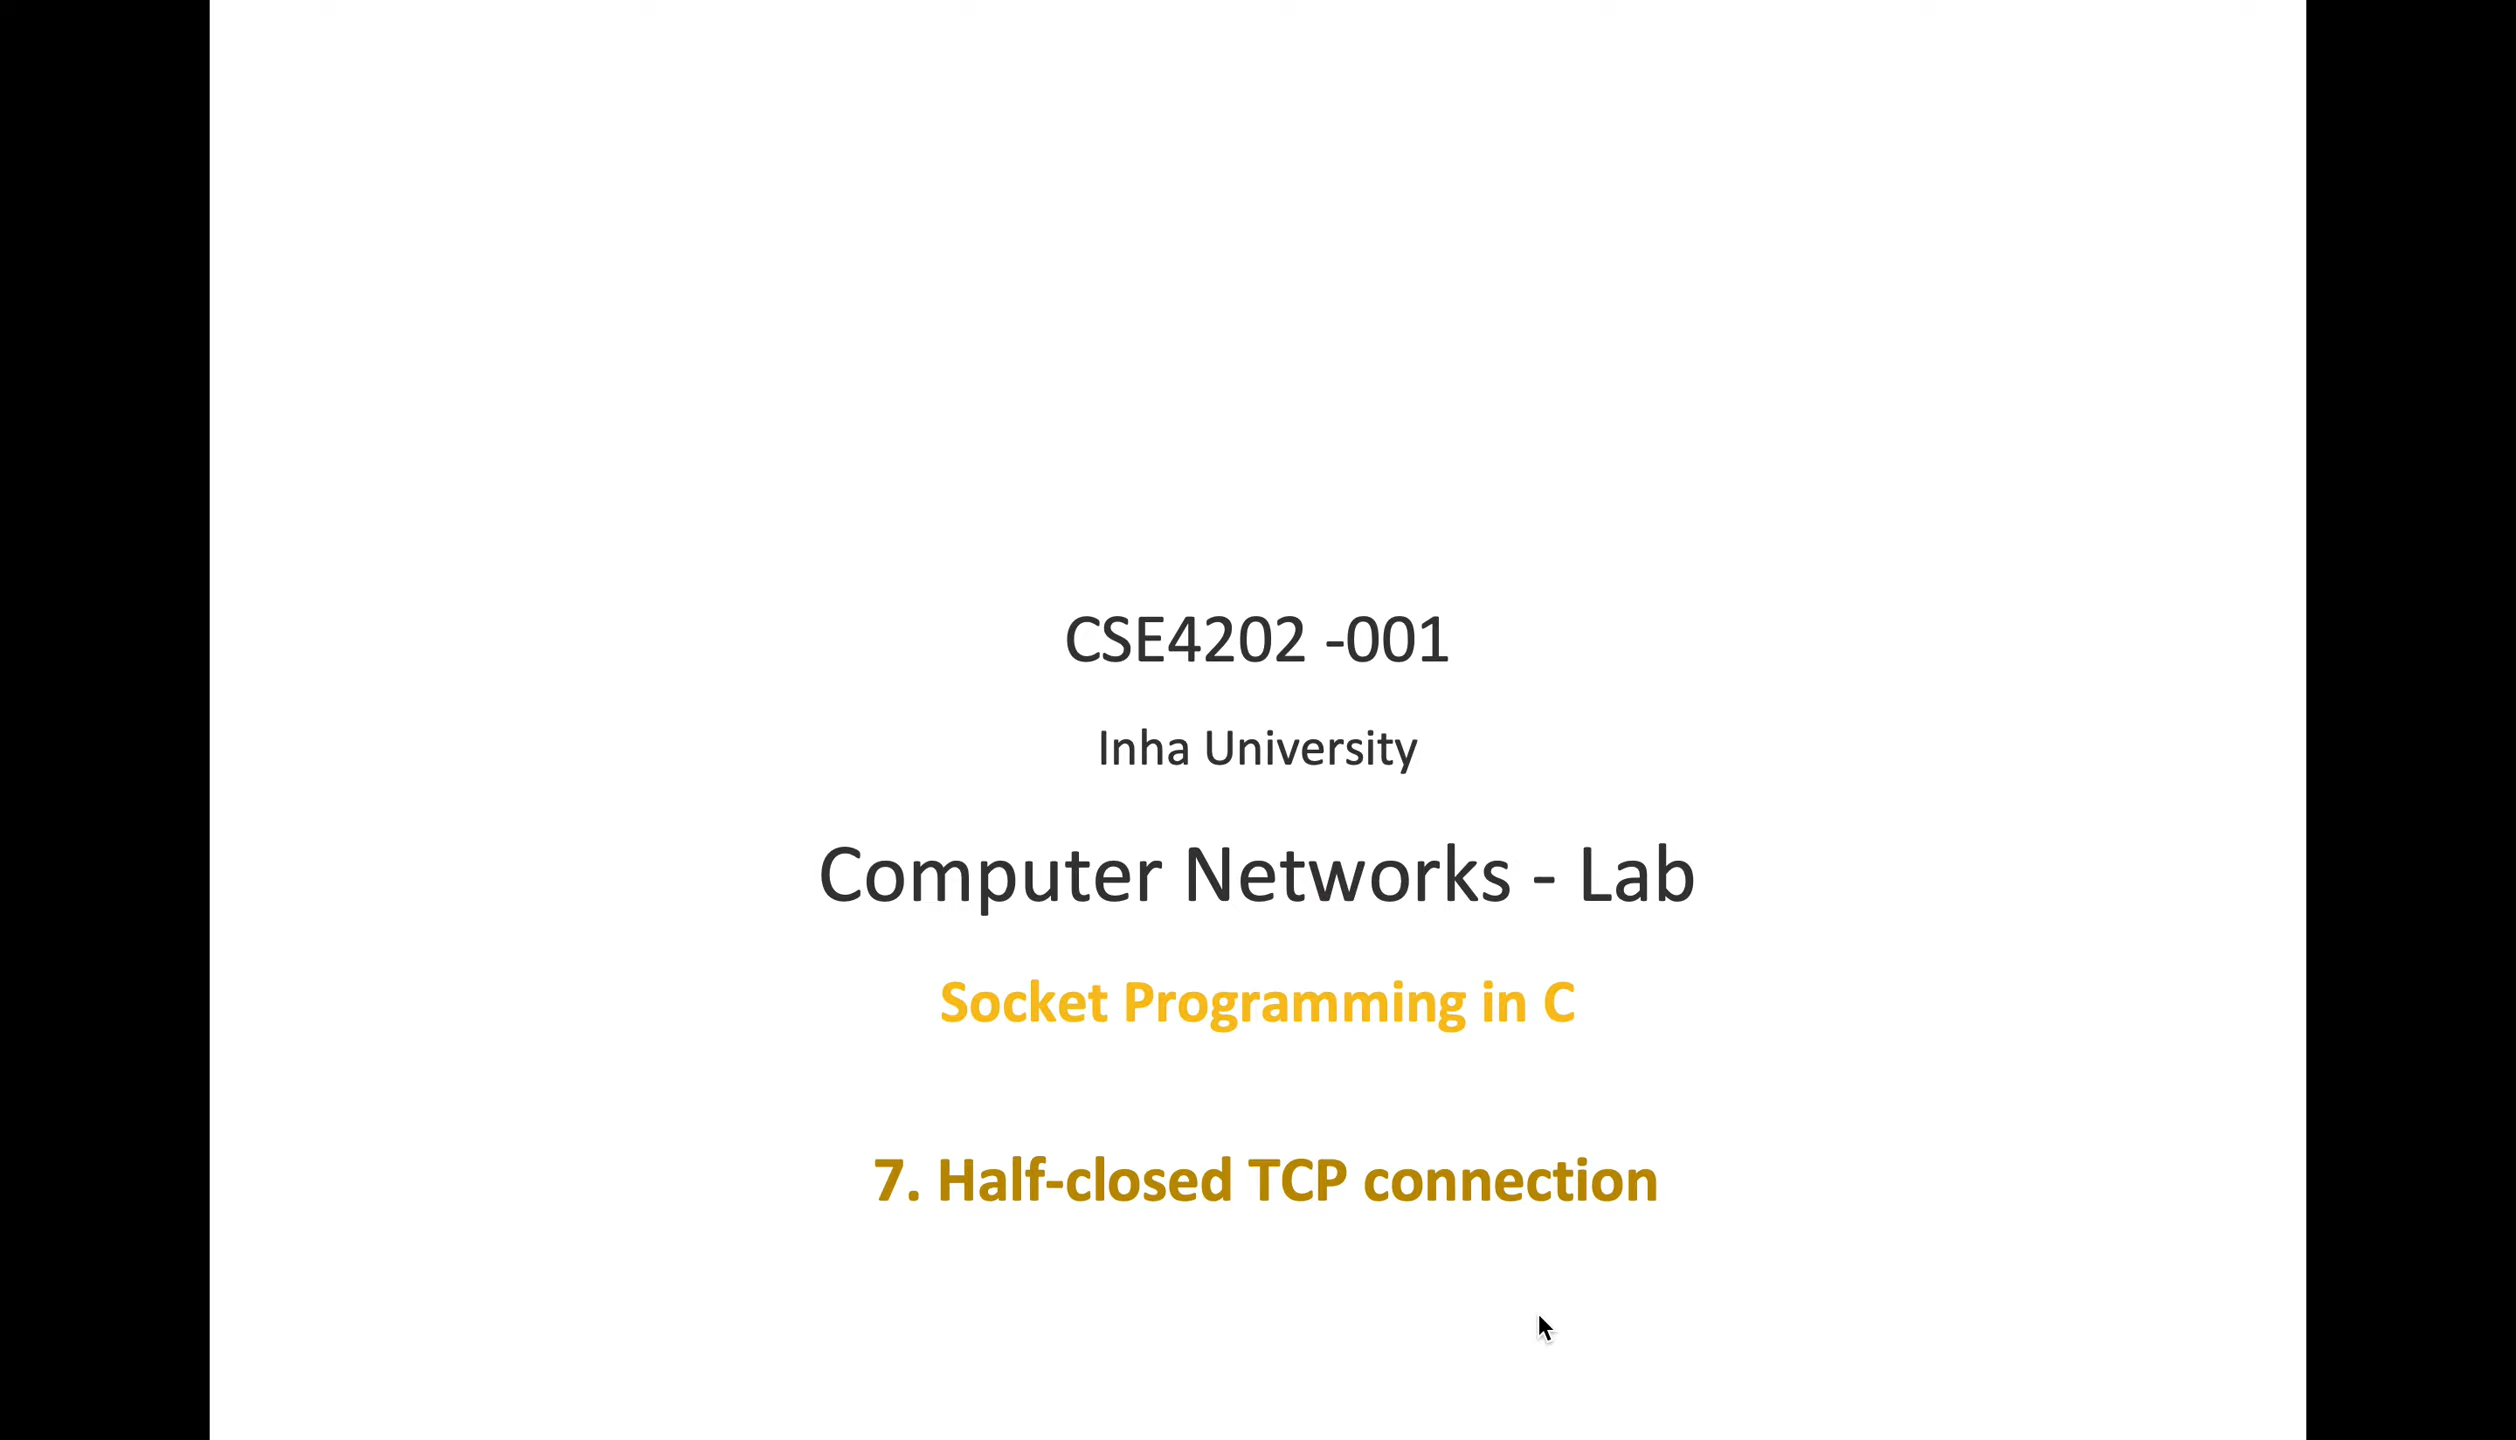 CSE4202 -001
Inha University
Computer Networks - Lab
Socket Programming in C
7. Half-closed TCP connection